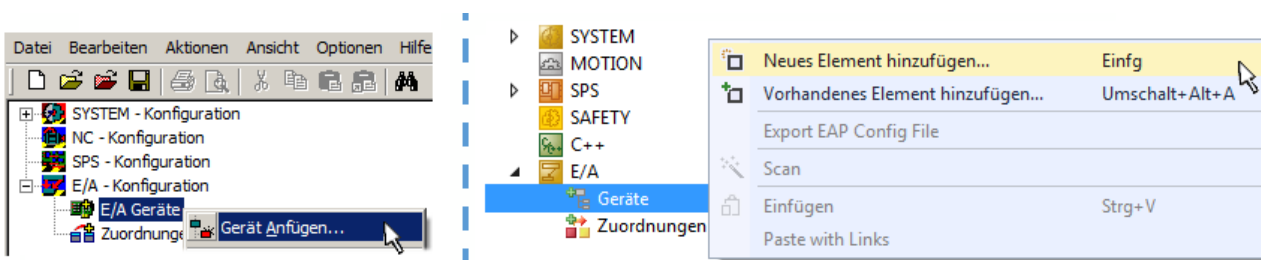 Datei Bearbeiten Aktionen Ansicht Optionen Hilfe
SYSTEM - Konfiguration
NC - Konfiguration
SPS - Konfiguration
E/A - Konfiguration
E/A Geräte
Zuordnunge
Gerät Anfügen...
SYSTEM
MOTION
SPS
SAFETY
C++
E/A
Geräte
Zuordnungen
Neues Element hinzufügen... Einfg
Vorhandenes Element hinzufügen... Umschalt+Alt+A
Export EAP Config File
Scan
Einfügen Strg+V
Paste with Links